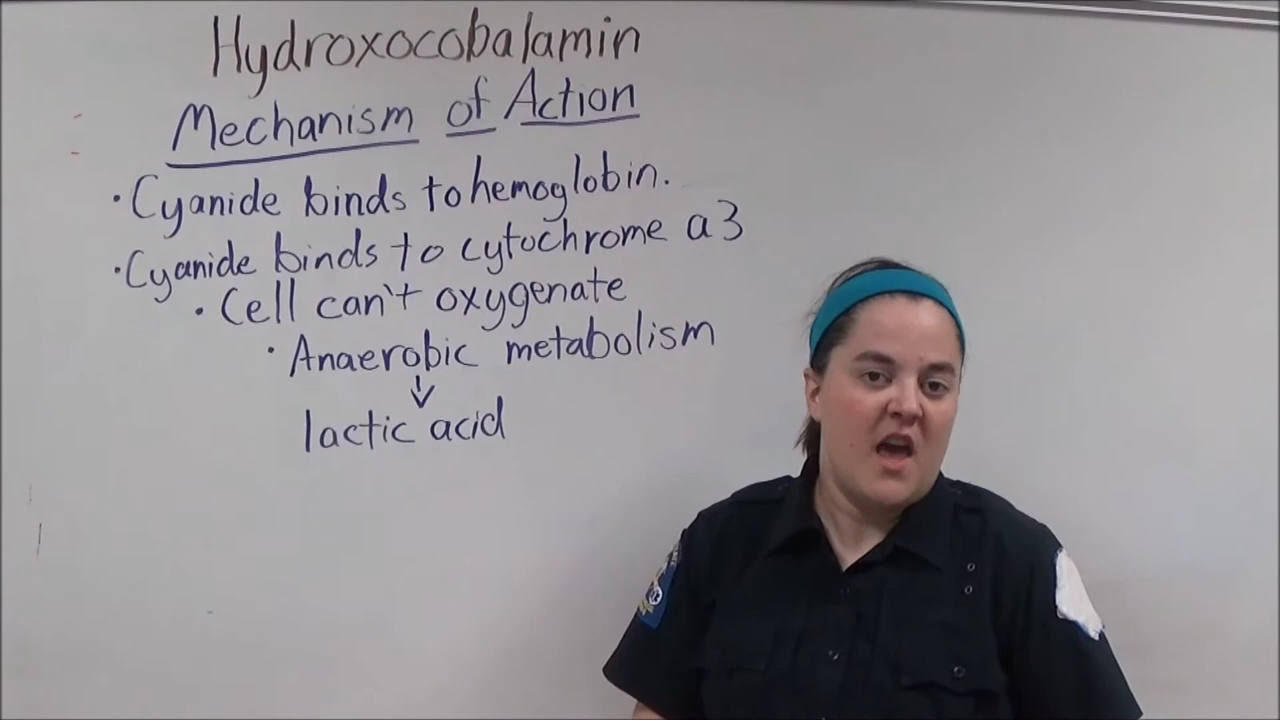 Hydroxocobalamin
Mechanism of Action
• Cyanide binds to hemoglobin.
• Cyanide binds to cytochrome a3
• Cell can't oxygenate
• Anaerobic metabolism
↓
lactic acid